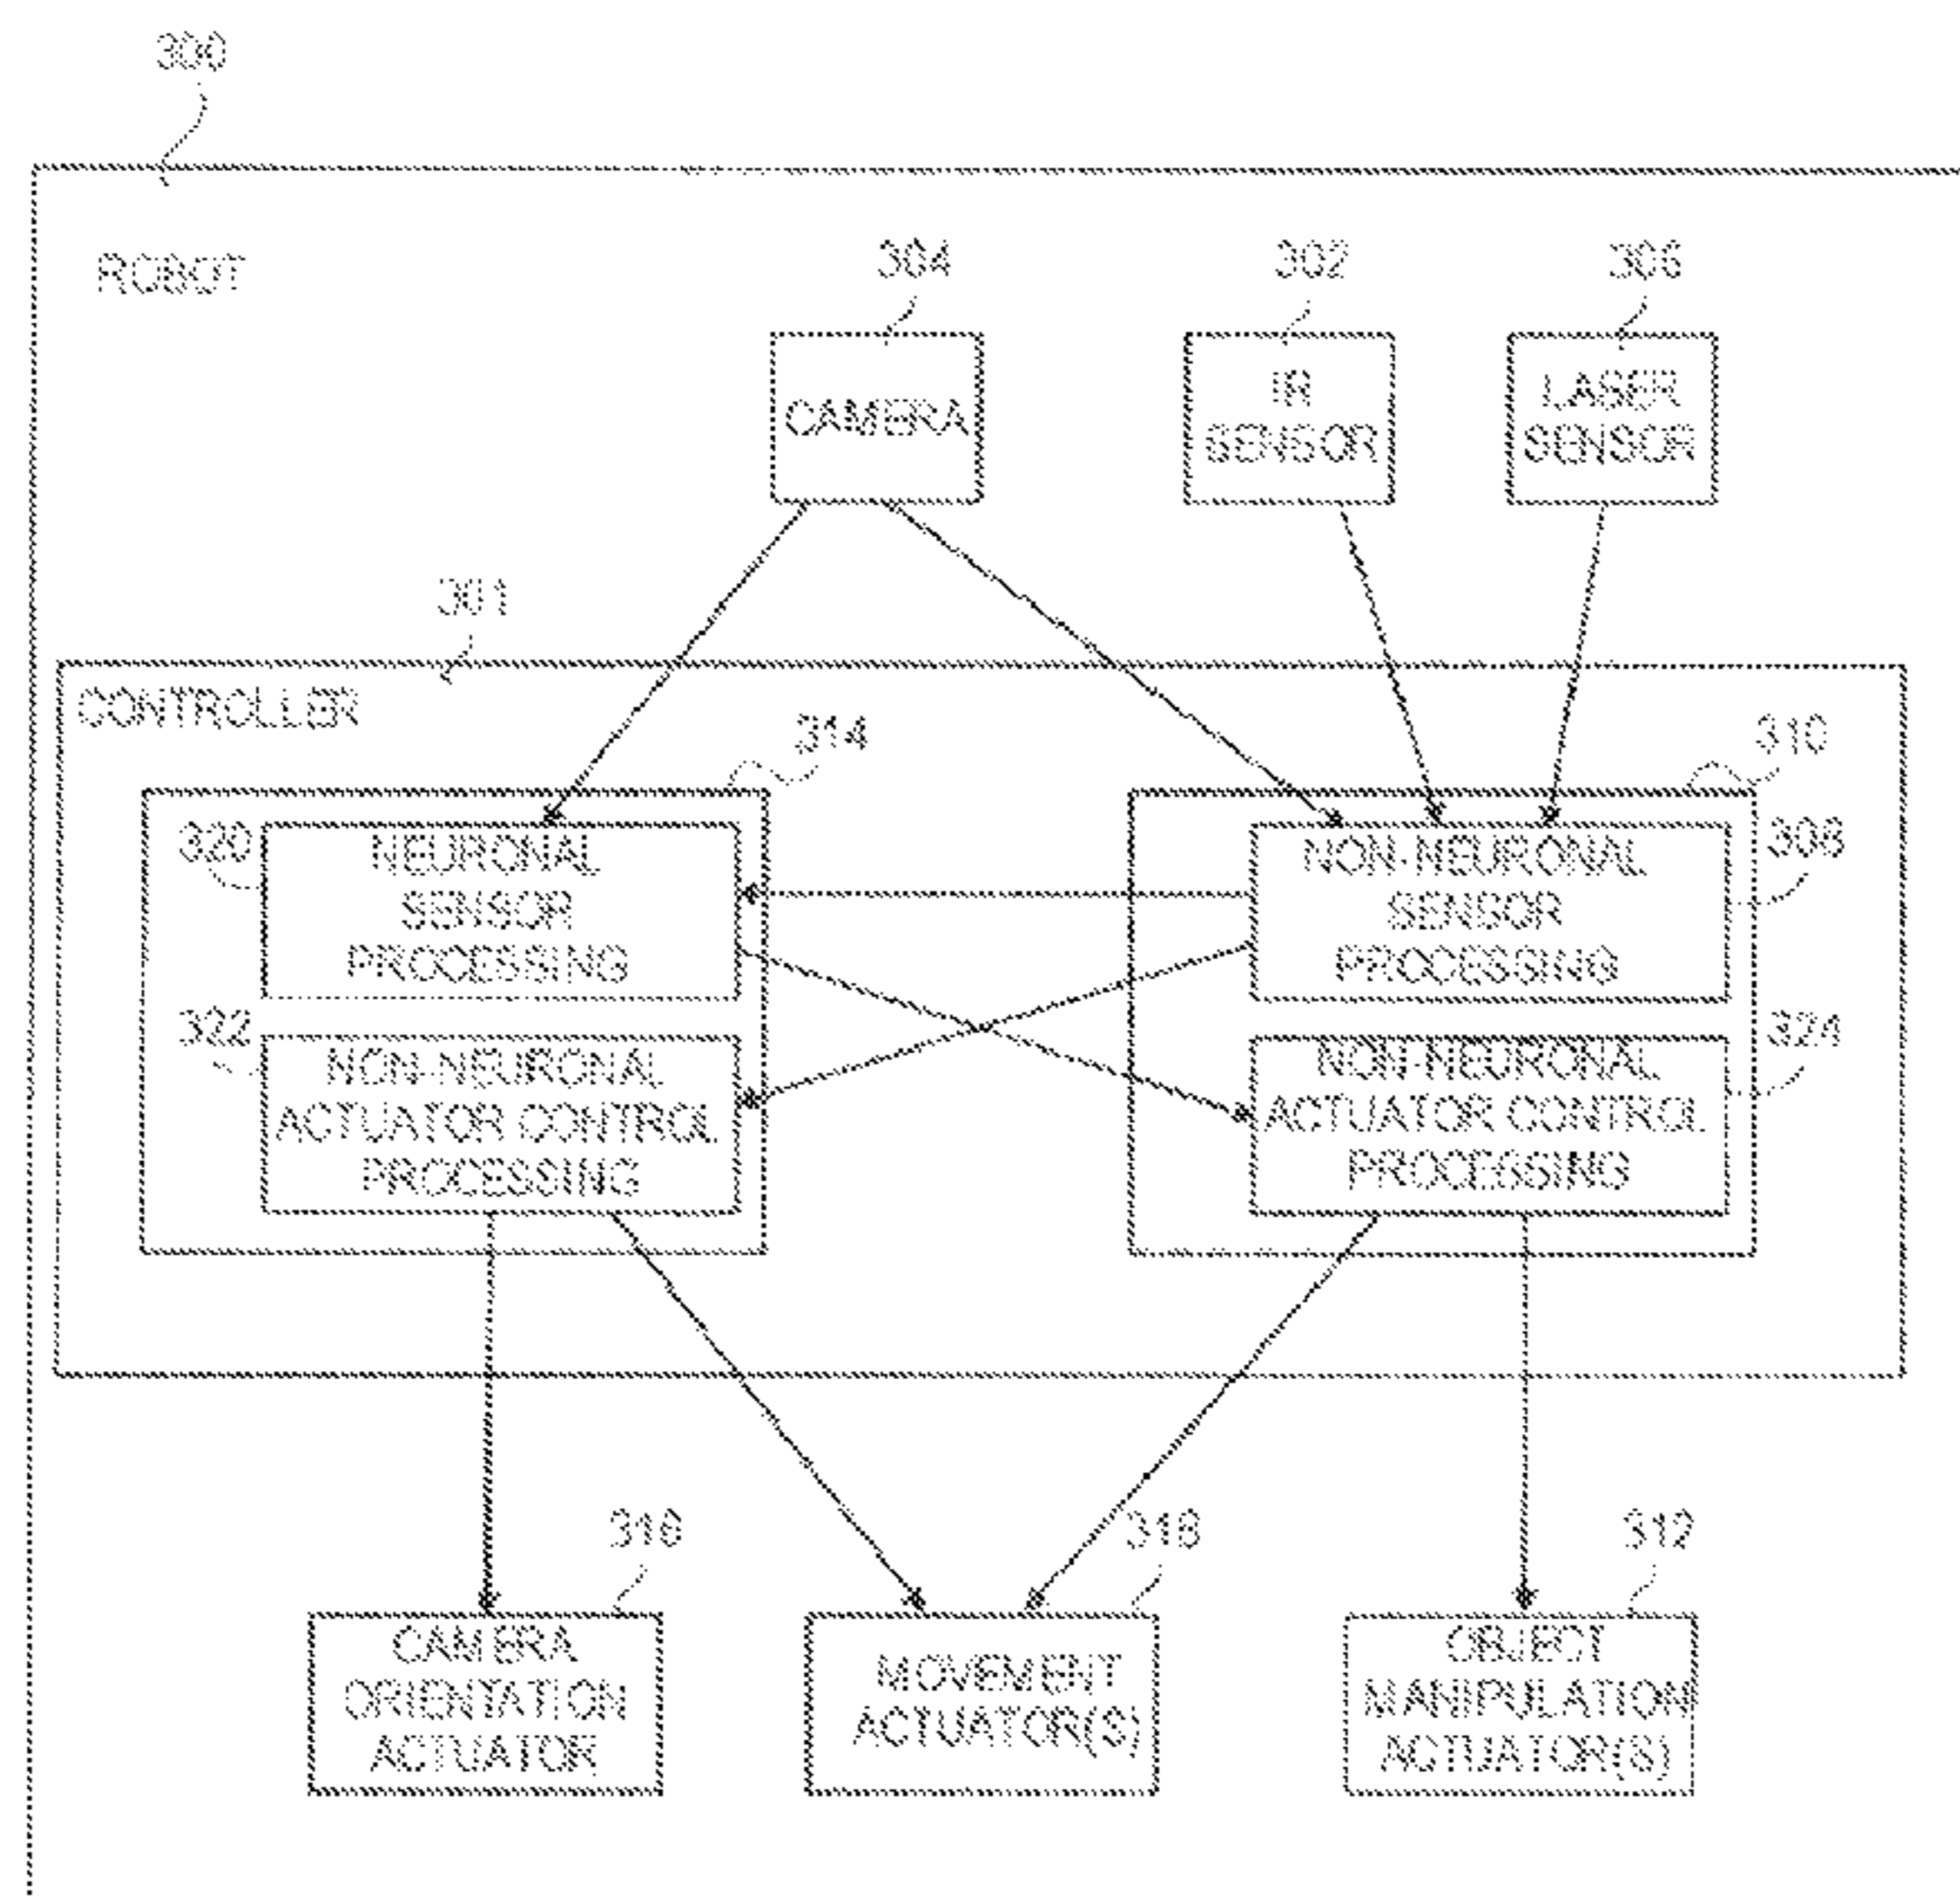 300
ROBOT
304
302
306
CAMERA
IR
SENSOR
LASER
SENSOR
301
CONTROLLER
314
310
320
NEURONAL
SENSOR
PROCESSING
NON-NEURONAL
SENSOR
PROCESSING
308
322
NON-NEURONAL
ACTUATOR CONTROL
PROCESSING
NON-NEURONAL
ACTUATOR CONTROL
PROCESSING
324
316
318
312
CAMERA
ORIENTATION
ACTUATOR
MOVEMENT
ACTUATOR(S)
OBJECT
MANIPULATION
ACTUATOR(S)